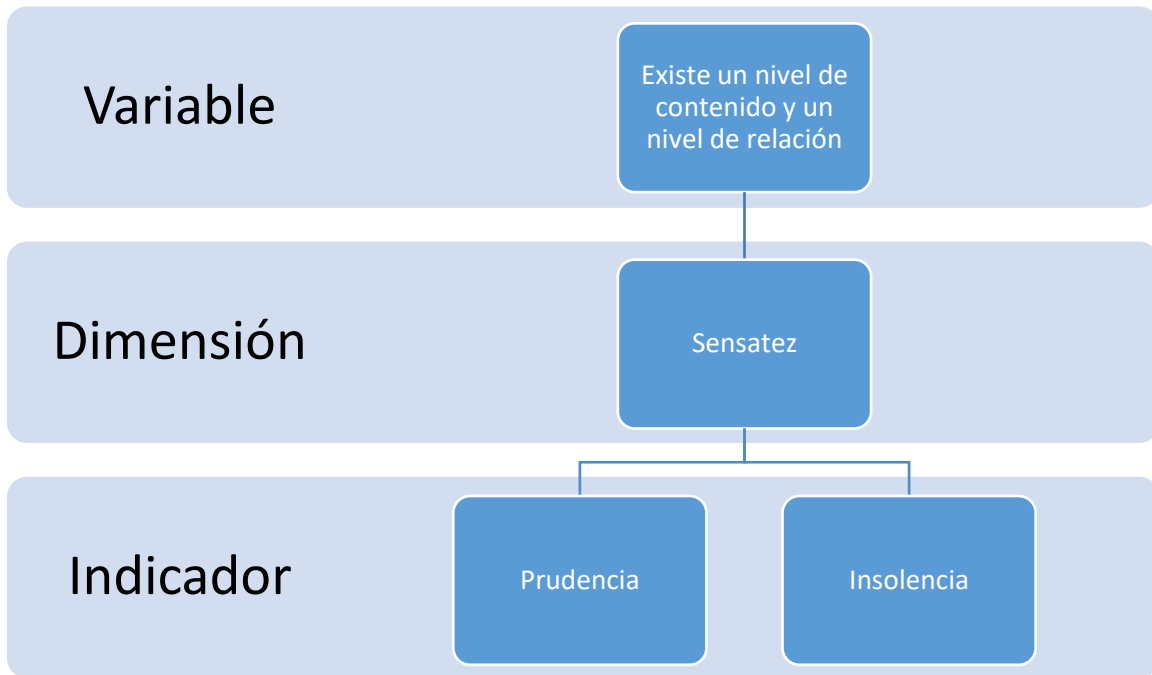 Variable
Existe un nivel de
contenido y un
nivel de relación
Dimensión
Sensatez
Indicador
Prudencia
Insolencia